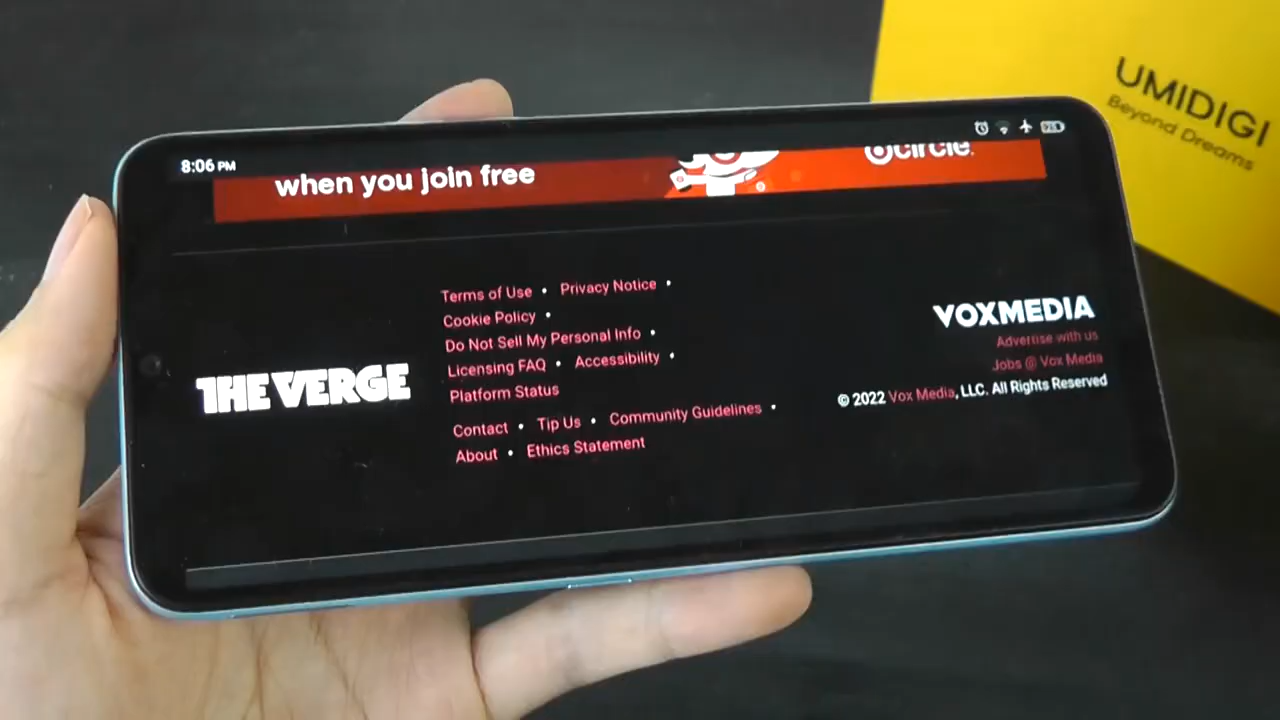 UMIDIGI
Beyond Dreams
8:06 PM
when you join free
circle.
Terms of Use • Privacy Notice •
Cookie Policy •
Do Not Sell My Personal Info •
Licensing FAQ • Accessibility •
Platform Status
Contact • Tip Us • Community Guidelines •
About • Ethics Statement
THE VERGE
VOXMEDIA
Advertise with us
Jobs @ Vox Media
© 2022 Vox Media, LLC. All Rights Reserved